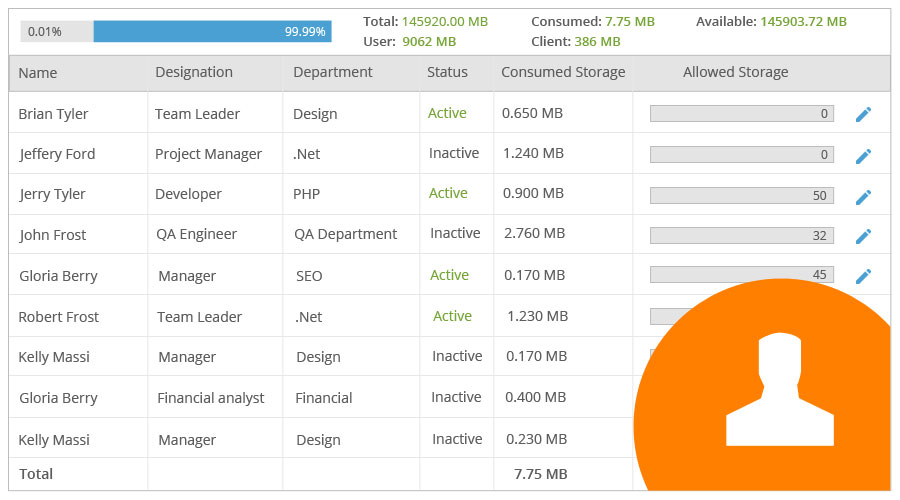 0.01% 99.99% Total: 145920.00 MB Consumed: 7.75 MB Available: 145903.72 MB
User: 9062 MB Client: 386 MB
Name Designation Department Status Consumed Storage Allowed Storage
Brian Tyler Team Leader Design Active 0.650 MB 0
Jeffery Ford Project Manager .Net Inactive 1.240 MB 0
Jerry Tyler Developer PHP Active 0.900 MB 50
John Frost QA Engineer QA Department Inactive 2.760 MB 32
Gloria Berry Manager SEO Active 0.170 MB 45
Robert Frost Team Leader .Net Active 1.230 MB
Kelly Massi Manager Design Inactive 0.170 MB
Gloria Berry Financial analyst Financial Inactive 0.400 MB
Kelly Massi Manager Design Inactive 0.230 MB
Total 7.75 MB